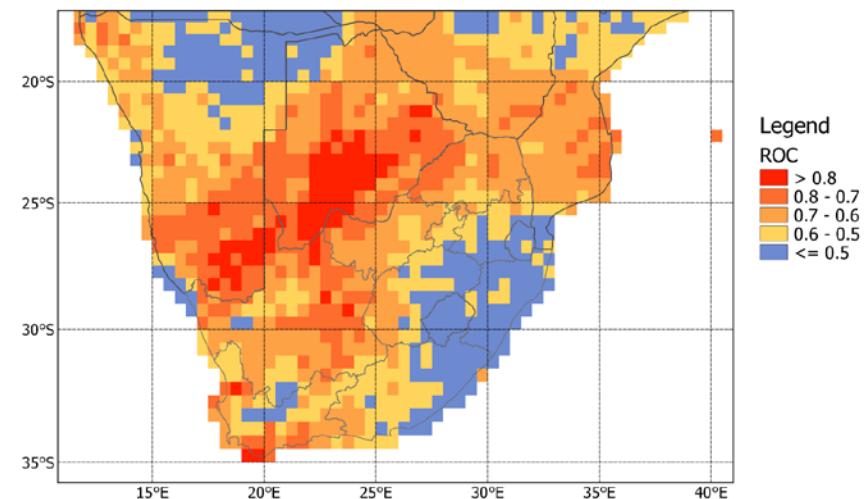 20ºS
25ºS
30ºS
35ºS
15ºE
20ºE
25ºE
30ºE
35ºE
40ºE
Legend
ROC
> 0.8
0.8 - 0.7
0.7 - 0.6
0.6 - 0.5
<= 0.5